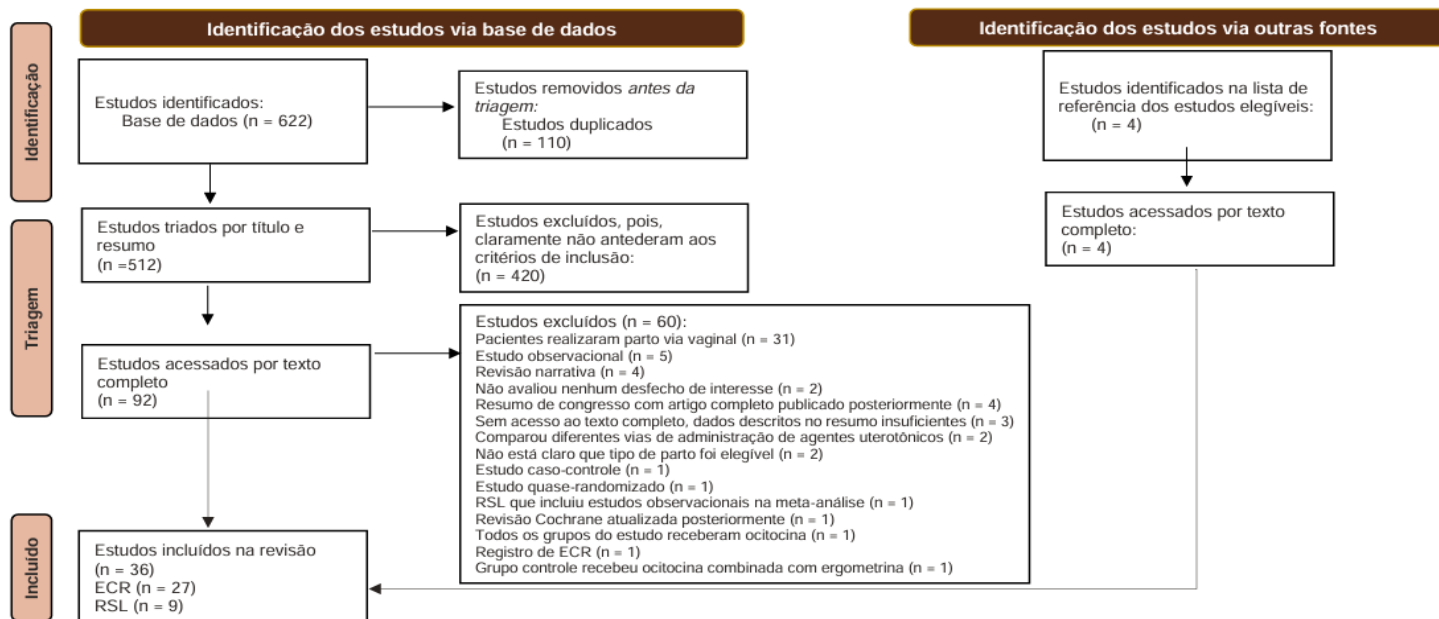 Identificação dos estudos via base de dados
Identificação dos estudos via outras fontes
Identificação
Estudos identificados:
Base de dados (n = 622)
Estudos removidos antes da
triagem:
Estudos duplicados
(n = 110)
Estudos identificados na lista de
referência dos estudos elegíveis:
(n = 4)
Triagem
Estudos triados por título e
resumo
(n =512)
Estudos excluídos, pois,
claramente não antederam aos
critérios de inclusão:
(n = 420)
Estudos acessados por texto
completo:
(n = 4)
Estudos acessados por texto
completo
(n = 92)
Estudos excluídos (n = 60):
Pacientes realizaram parto via vaginal (n = 31)
Estudo observacional (n = 5)
Revisão narrativa (n = 4)
Não avaliou nenhum desfecho de interesse (n = 2)
Resumo de congresso com artigo completo publicado posteriormente (n = 4)
Sem acesso ao texto completo, dados descritos no resumo insuficientes (n = 3)
Comparou diferentes vias de administração de agentes uterotônicos (n = 2)
Não está claro que tipo de parto foi elegível (n = 2)
Estudo caso-controle (n = 1)
Estudo quase-randomizado (n = 1)
RSL que incluiu estudos observacionais na meta-análise (n = 1)
Revisão Cochrane atualizada posteriormente (n = 1)
Todos os grupos do estudo receberam ocitocina (n = 1)
Registro de ECR (n = 1)
Grupo controle recebeu ocitocina combinada com ergometrina (n = 1)
Incluído
Estudos incluídos na revisão
(n = 36)
ECR (n = 27)
RSL (n = 9)